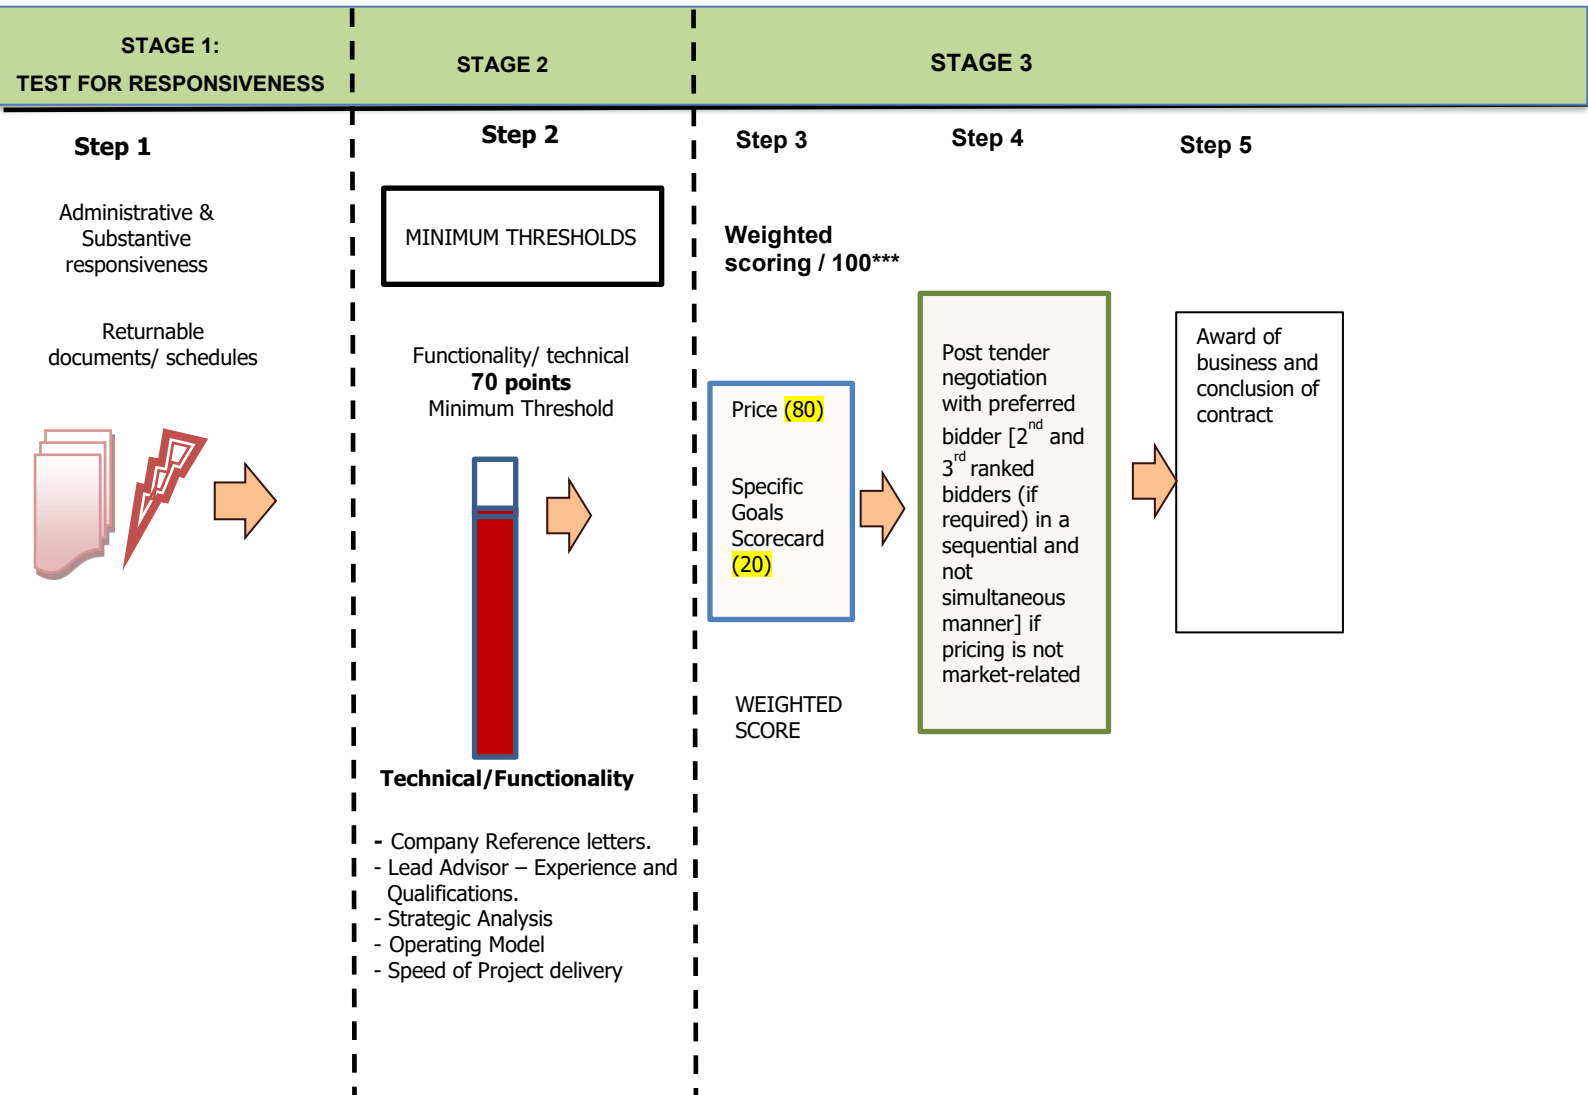 STAGE 1:
TEST FOR RESPONSIVENESS
STAGE 2
STAGE 3
Step 1
Administrative &
Substantive
responsiveness
Returnable
documents/ schedules
Step 2
MINIMUM THRESHOLDS
Functionality/ technical
70 points
Minimum Threshold
Technical/Functionality
- Company Reference letters.
- Lead Advisor – Experience and
Qualifications.
- Strategic Analysis
- Operating Model
- Speed of Project delivery
Step 3
Weighted
scoring / 100***
Price (80)
Specific
Goals
Scorecard
(20)
WEIGHTED
SCORE
Step 4
Post tender
negotiation
with preferred
bidder [2nd and
3rd ranked
bidders (if
required) in a
sequential and
not
simultaneous
manner] if
pricing is not
market-related
Step 5
Award of
business and
conclusion of
contract